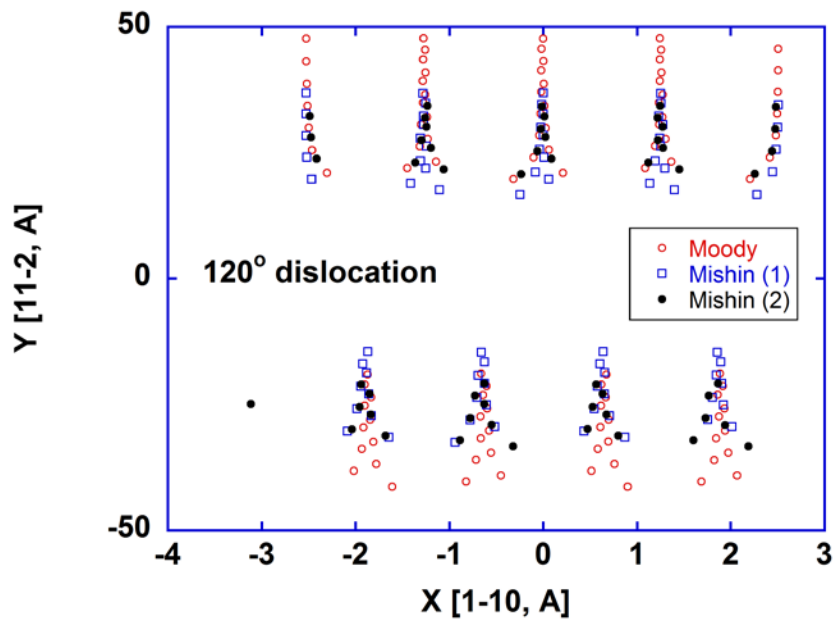 50
Y [11-2, A]
0
120° dislocation
Moody
Mishin (1)
Mishin (2)
-50
-4 -3 -2 -1 0 1 2 3
X [1-10, A]